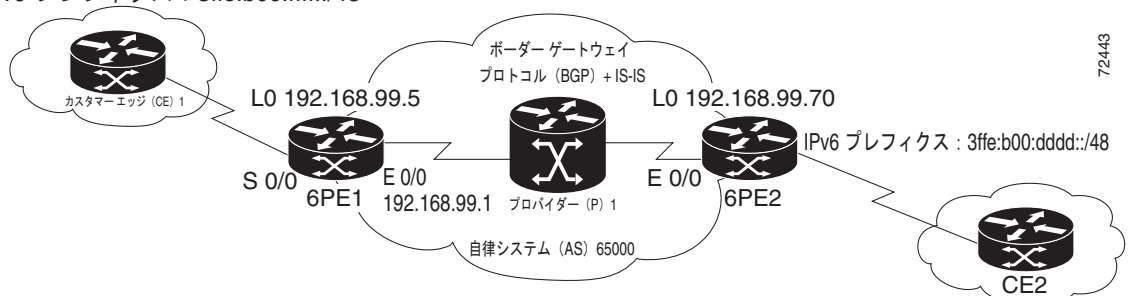 72443
ボーダー ゲートウェイ
プロトコル（BGP）+ IS-IS
カスタマー エッジ（CE）1
L0 192.168.99.5
L0 192.168.99.70
IPv6 プレフィクス：3ffe:b00:dddd::/48
S 0/0
6PE1
E 0/0
192.168.99.1
プロバイダー（P）1
E 0/0
6PE2
自律システム（AS）65000
CE2